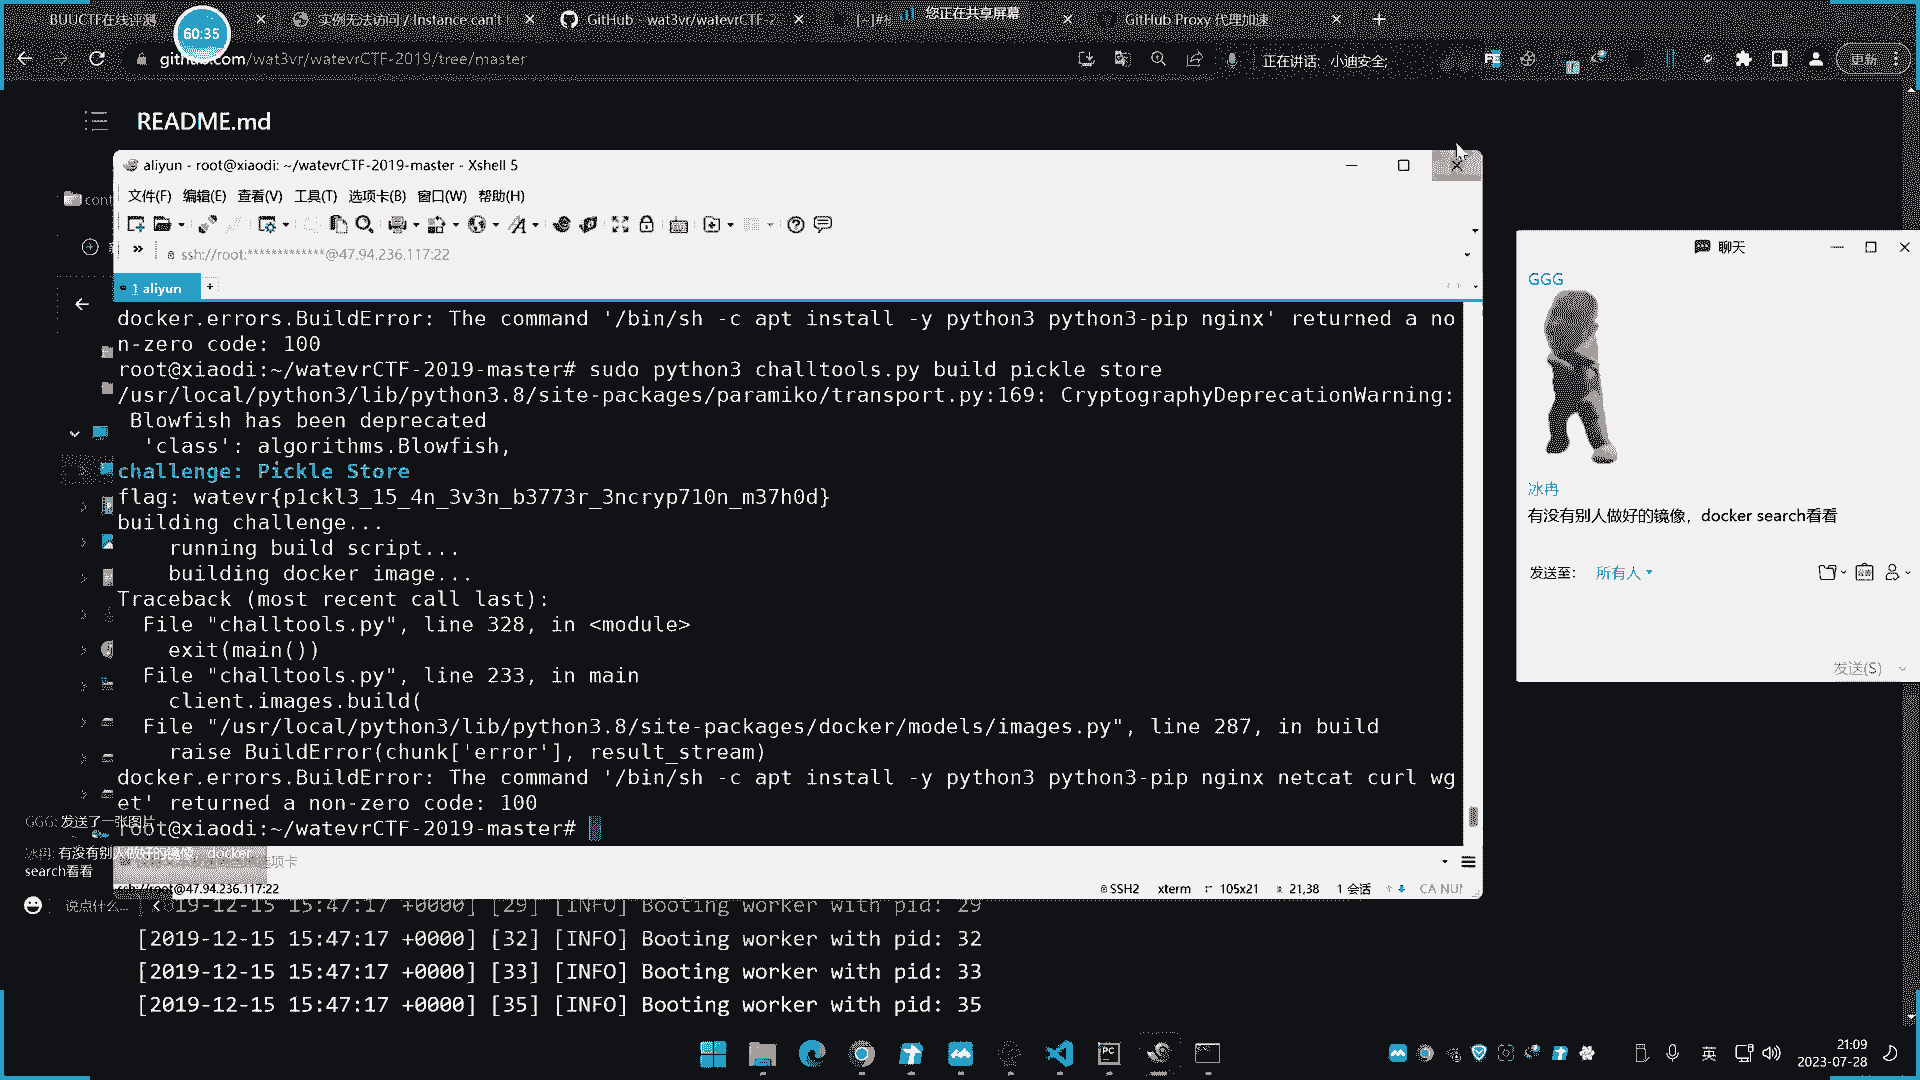 BUUCTF在线评测
实例无法访问 / Instance can't
GitHub
wat3vr/watevrCTF-2
您正在共享屏幕
GitHub Proxy 代理加速
60:35
github.com/wat3vr/watevrCTF-2019/tree/master
正在讲话: 小迪安全;
更新
README.md
aliyun - root@xiaodi: ~/watevrCTF-2019-master - Xshell 5
文件(F) 编辑(E) 查看(V) 工具(T) 选项卡(B) 窗口(W) 帮助(H)
cont
ssh://root:*************@47.94.236.117:22
1 aliyun
docker.errors.BuildError: The command '/bin/sh -c apt install -y python3 python3-pip nginx' returned a no
n-zero code: 100
root@xiaodi:~/watevrCTF-2019-master# sudo python3 challtools.py build pickle store
/usr/local/python3/lib/python3.8/site-packages/paramiko/transport.py:169: CryptographyDeprecationWarning:
Blowfish has been deprecated
'class': algorithms.Blowfish,
challenge: Pickle Store
flag: watevr{p1ckl3_15_4n_3v3n_b3773r_3ncryp710n_m37h0d}
building challenge...
running build script...
building docker image...
Traceback (most recent call last):
File "challtools.py", line 328, in <module>
exit(main())
File "challtools.py", line 233, in main
client.images.build(
File "/usr/local/python3/lib/python3.8/site-packages/docker/models/images.py", line 287, in build
raise BuildError(chunk['error'], result_stream)
docker.errors.BuildError: The command '/bin/sh -c apt install -y python3 python3-pip nginx netcat curl wg
et' returned a non-zero code: 100
root@xiaodi:~/watevrCTF-2019-master#
聊天
GGG
冰冉
有没有别人做好的镜像，docker search看看
发送至: 所有人
发送(S)
GGG: 发送了一张图片
冰冉: 有没有别人做好的镜像，docker
search看看
选项卡
说点什么...
ssh://root@47.94.236.117:22
SSH2 xterm 105x21 21,38 1 会话 CAP NUM
[2019-12-15 15:47:17 +0000] [29] [INFO] Booting worker with pid: 29
[2019-12-15 15:47:17 +0000] [32] [INFO] Booting worker with pid: 32
[2019-12-15 15:47:17 +0000] [33] [INFO] Booting worker with pid: 33
[2019-12-15 15:47:17 +0000] [35] [INFO] Booting worker with pid: 35
英
21:09
2023-07-28